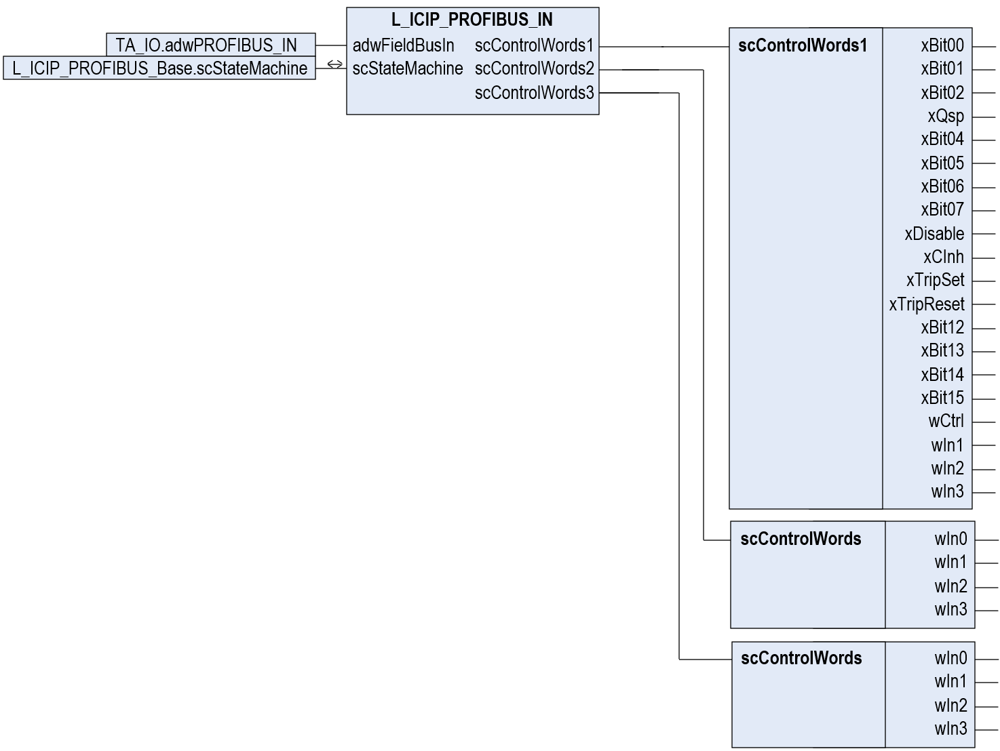 L_ICIP_PROFIBUS_IN
TA_IO.adwPROFIBUS_IN
L_ICIP_PROFIBUS_Base.scStateMachine
adwFieldBusIn scControlWords1
scStateMachine scControlWords2
scControlWords3
scControlWords1 xBit00
xBit01
xBit02
xQsp
xBit04
xBit05
xBit06
xBit07
xDisable
xCInh
xTripSet
xTripReset
xBit12
xBit13
xBit14
xBit15
wCtrl
wIn1
wIn2
wIn3
scControlWords wIn0
wIn1
wIn2
wIn3
scControlWords wIn0
wIn1
wIn2
wIn3